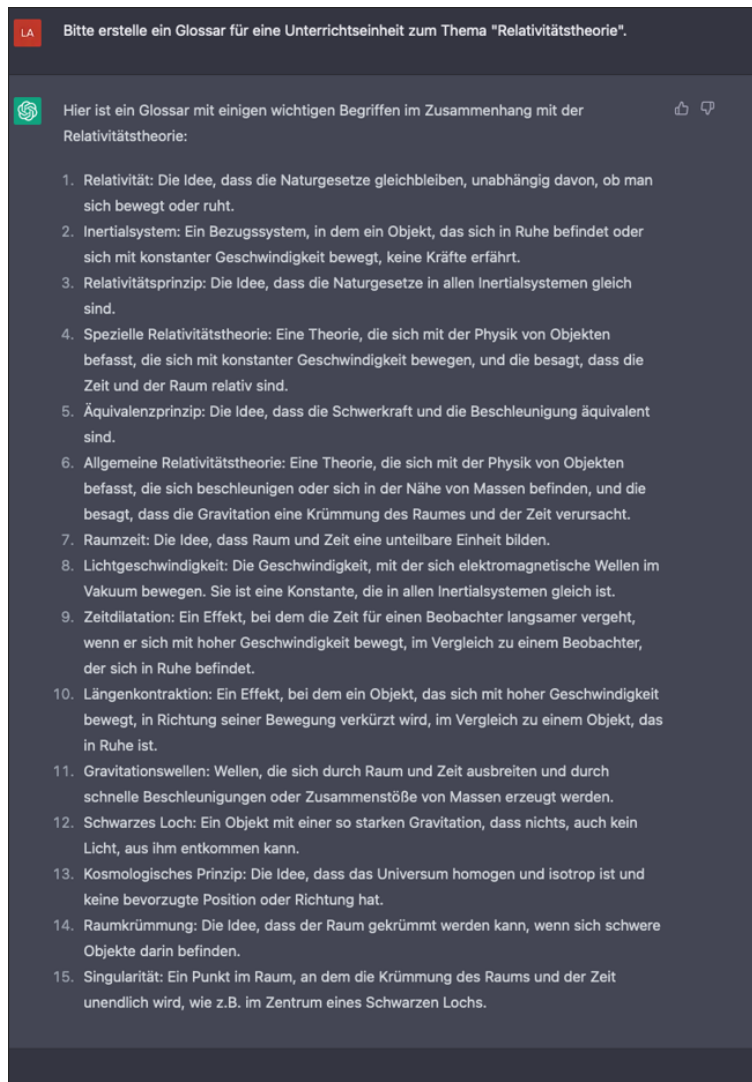 LA
Bitte erstelle ein Glossar für eine Unterrichtseinheit zum Thema "Relativitätstheorie".
Hier ist ein Glossar mit einigen wichtigen Begriffen im Zusammenhang mit der
Relativitätstheorie:
1. Relativität: Die Idee, dass die Naturgesetze gleichbleiben, unabhängig davon, ob man
sich bewegt oder ruht.
2. Inertialsystem: Ein Bezugssystem, in dem ein Objekt, das sich in Ruhe befindet oder
sich mit konstanter Geschwindigkeit bewegt, keine Kräfte erfährt.
3. Relativitätsprinzip: Die Idee, dass die Naturgesetze in allen Inertialsystemen gleich
sind.
4. Spezielle Relativitätstheorie: Eine Theorie, die sich mit der Physik von Objekten
befasst, die sich mit konstanter Geschwindigkeit bewegen, und die besagt, dass die
Zeit und der Raum relativ sind.
5. Äquivalenzprinzip: Die Idee, dass die Schwerkraft und die Beschleunigung äquivalent
sind.
6. Allgemeine Relativitätstheorie: Eine Theorie, die sich mit der Physik von Objekten
befasst, die sich beschleunigen oder sich in der Nähe von Massen befinden, und die
besagt, dass die Gravitation eine Krümmung des Raumes und der Zeit verursacht.
7. Raumzeit: Die Idee, dass Raum und Zeit eine unteilbare Einheit bilden.
8. Lichtgeschwindigkeit: Die Geschwindigkeit, mit der sich elektromagnetische Wellen im
Vakuum bewegen. Sie ist eine Konstante, die in allen Inertialsystemen gleich ist.
9. Zeitdilatation: Ein Effekt, bei dem die Zeit für einen Beobachter langsamer vergeht,
wenn er sich mit hoher Geschwindigkeit bewegt, im Vergleich zu einem Beobachter,
der sich in Ruhe befindet.
10. Längenkontraktion: Ein Effekt, bei dem ein Objekt, das sich mit hoher Geschwindigkeit
bewegt, in Richtung seiner Bewegung verkürzt wird, im Vergleich zu einem Objekt, das
in Ruhe ist.
11. Gravitationswellen: Wellen, die sich durch Raum und Zeit ausbreiten und durch
schnelle Beschleunigungen oder Zusammenstöße von Massen erzeugt werden.
12. Schwarzes Loch: Ein Objekt mit einer so starken Gravitation, dass nichts, auch kein
Licht, aus ihm entkommen kann.
13. Kosmologisches Prinzip: Die Idee, dass das Universum homogen und isotrop ist und
keine bevorzugte Position oder Richtung hat.
14. Raumkrümmung: Die Idee, dass der Raum gekrümmt werden kann, wenn sich schwere
Objekte darin befinden.
15. Singularität: Ein Punkt im Raum, an dem die Krümmung des Raums und der Zeit
unendlich wird, wie z.B. im Zentrum eines Schwarzen Lochs.